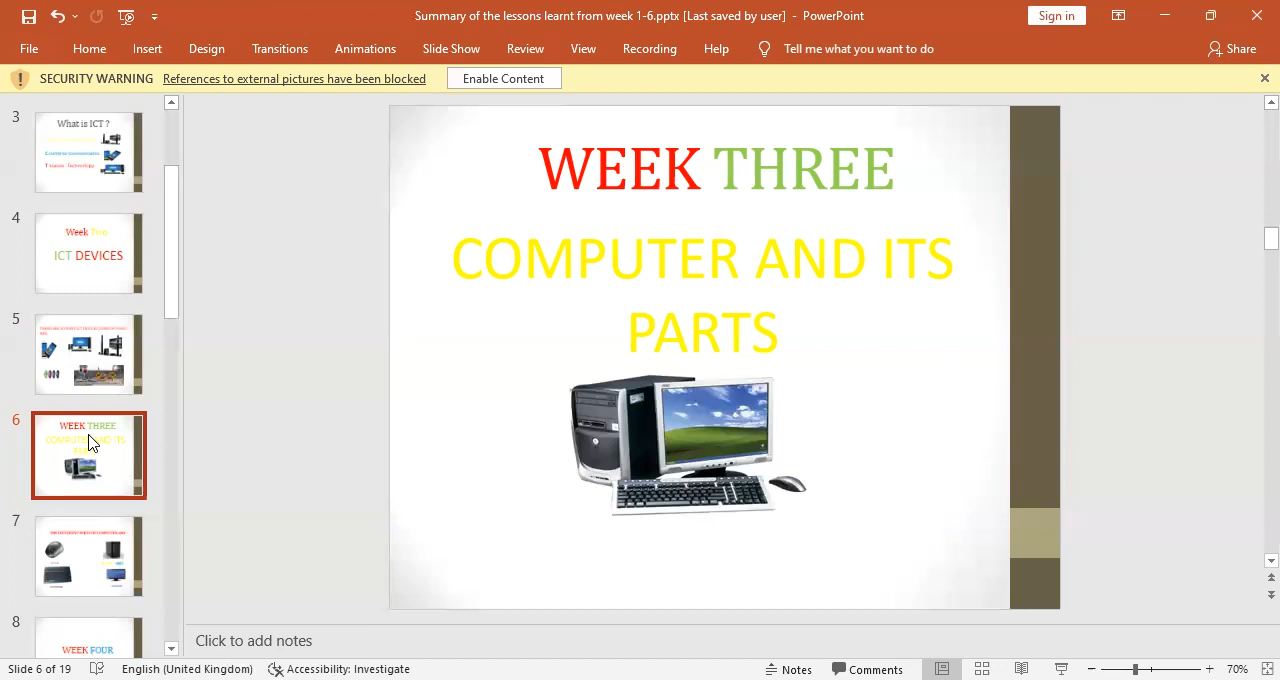 Summary of the lessons learnt from week 1-6.pptx [Last saved by user] - PowerPoint
Sign in
File Home Insert Design Transitions Animations Slide Show Review View Recording Help Tell me what you want to do Share
SECURITY WARNING References to external pictures have been blocked Enable Content
3
What is ICT ?
4
Week Two
ICT DEVICES
5
6
WEEK THREE
COMPUTER AND ITS
7
8
WEEK FOUR
WEEK THREE
COMPUTER AND ITS
PARTS
Click to add notes
Slide 6 of 19 English (United Kingdom) Accessibility: Investigate Notes Comments 70%